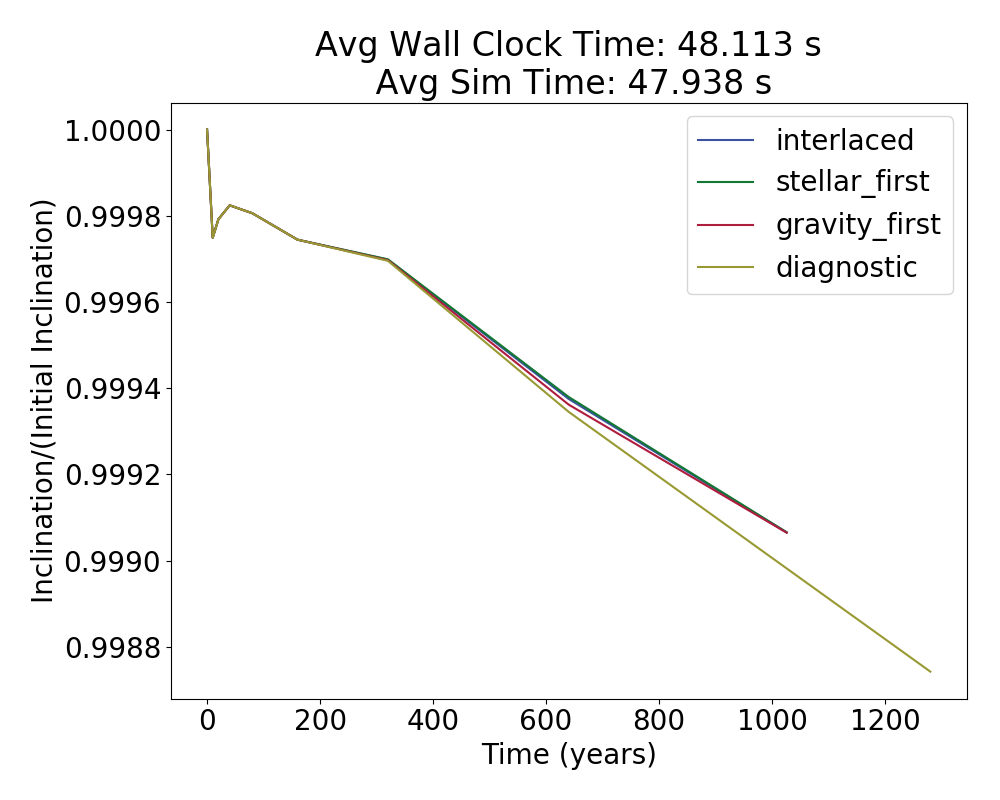 Avg Wall Clock Time: 48.113 s
Avg Sim Time: 47.938 s
Inclination/(Initial Inclination)
1.0000
0.9998
0.9996
0.9994
0.9992
0.9990
0.9988
interlaced
stellar_first
gravity_first
diagnostic
0 200 400 600 800 1000 1200
Time (years)